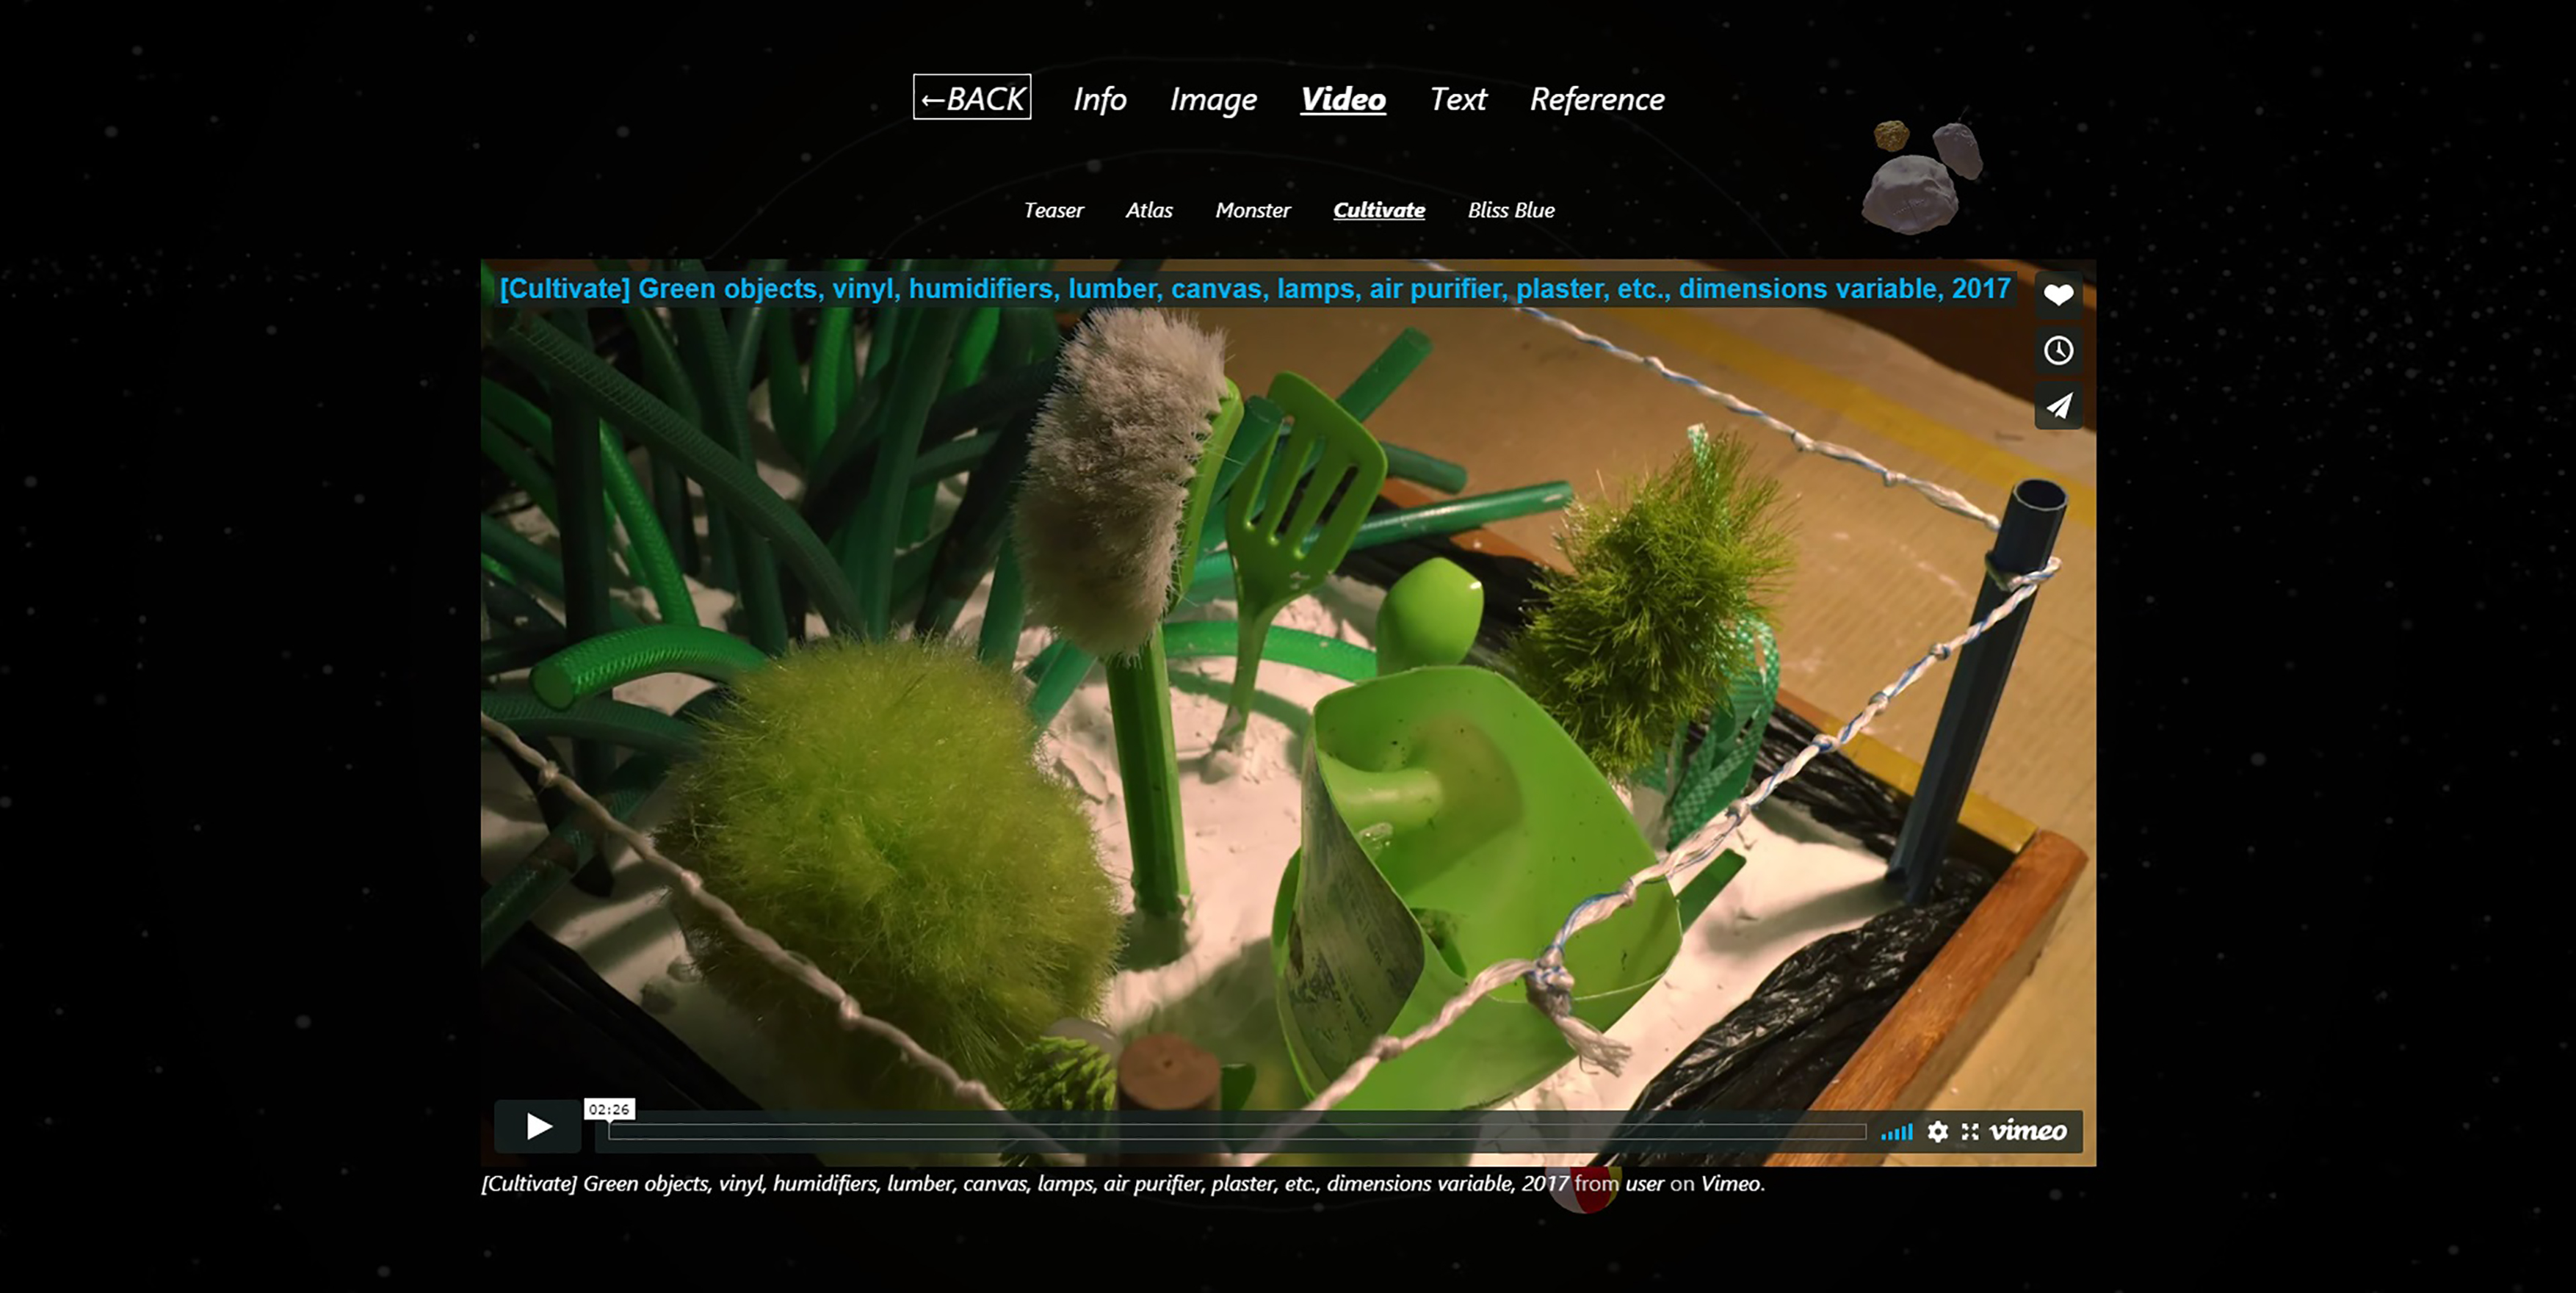 ←BACK Info Image Video Text Reference
Teaser Atlas Monster Cultivate Bliss Blue
[Cultivate] Green objects, vinyl, humidifiers, lumber, canvas, lamps, air purifier, plaster, etc., dimensions variable, 2017
02:26
vimeo
[Cultivate] Green objects, vinyl, humidifiers, lumber, canvas, lamps, air purifier, plaster, etc., dimensions variable, 2017 from user on Vimeo.